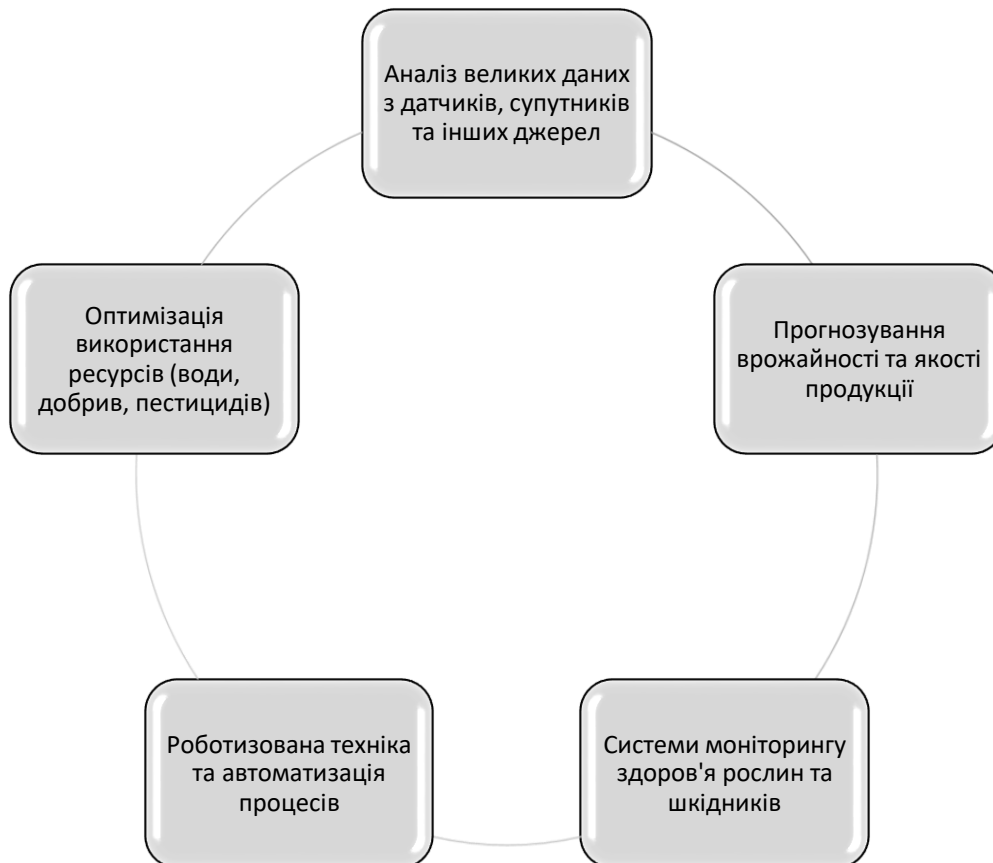 Аналіз великих даних
з датчиків, супутників
та інших джерел
Прогнозування
врожайності та якості
продукції
Системи моніторингу
здоров'я рослин та
шкідників
Роботизована техніка
та автоматизація
процесів
Оптимізація
використання
ресурсів (води,
добрив, пестицидів)